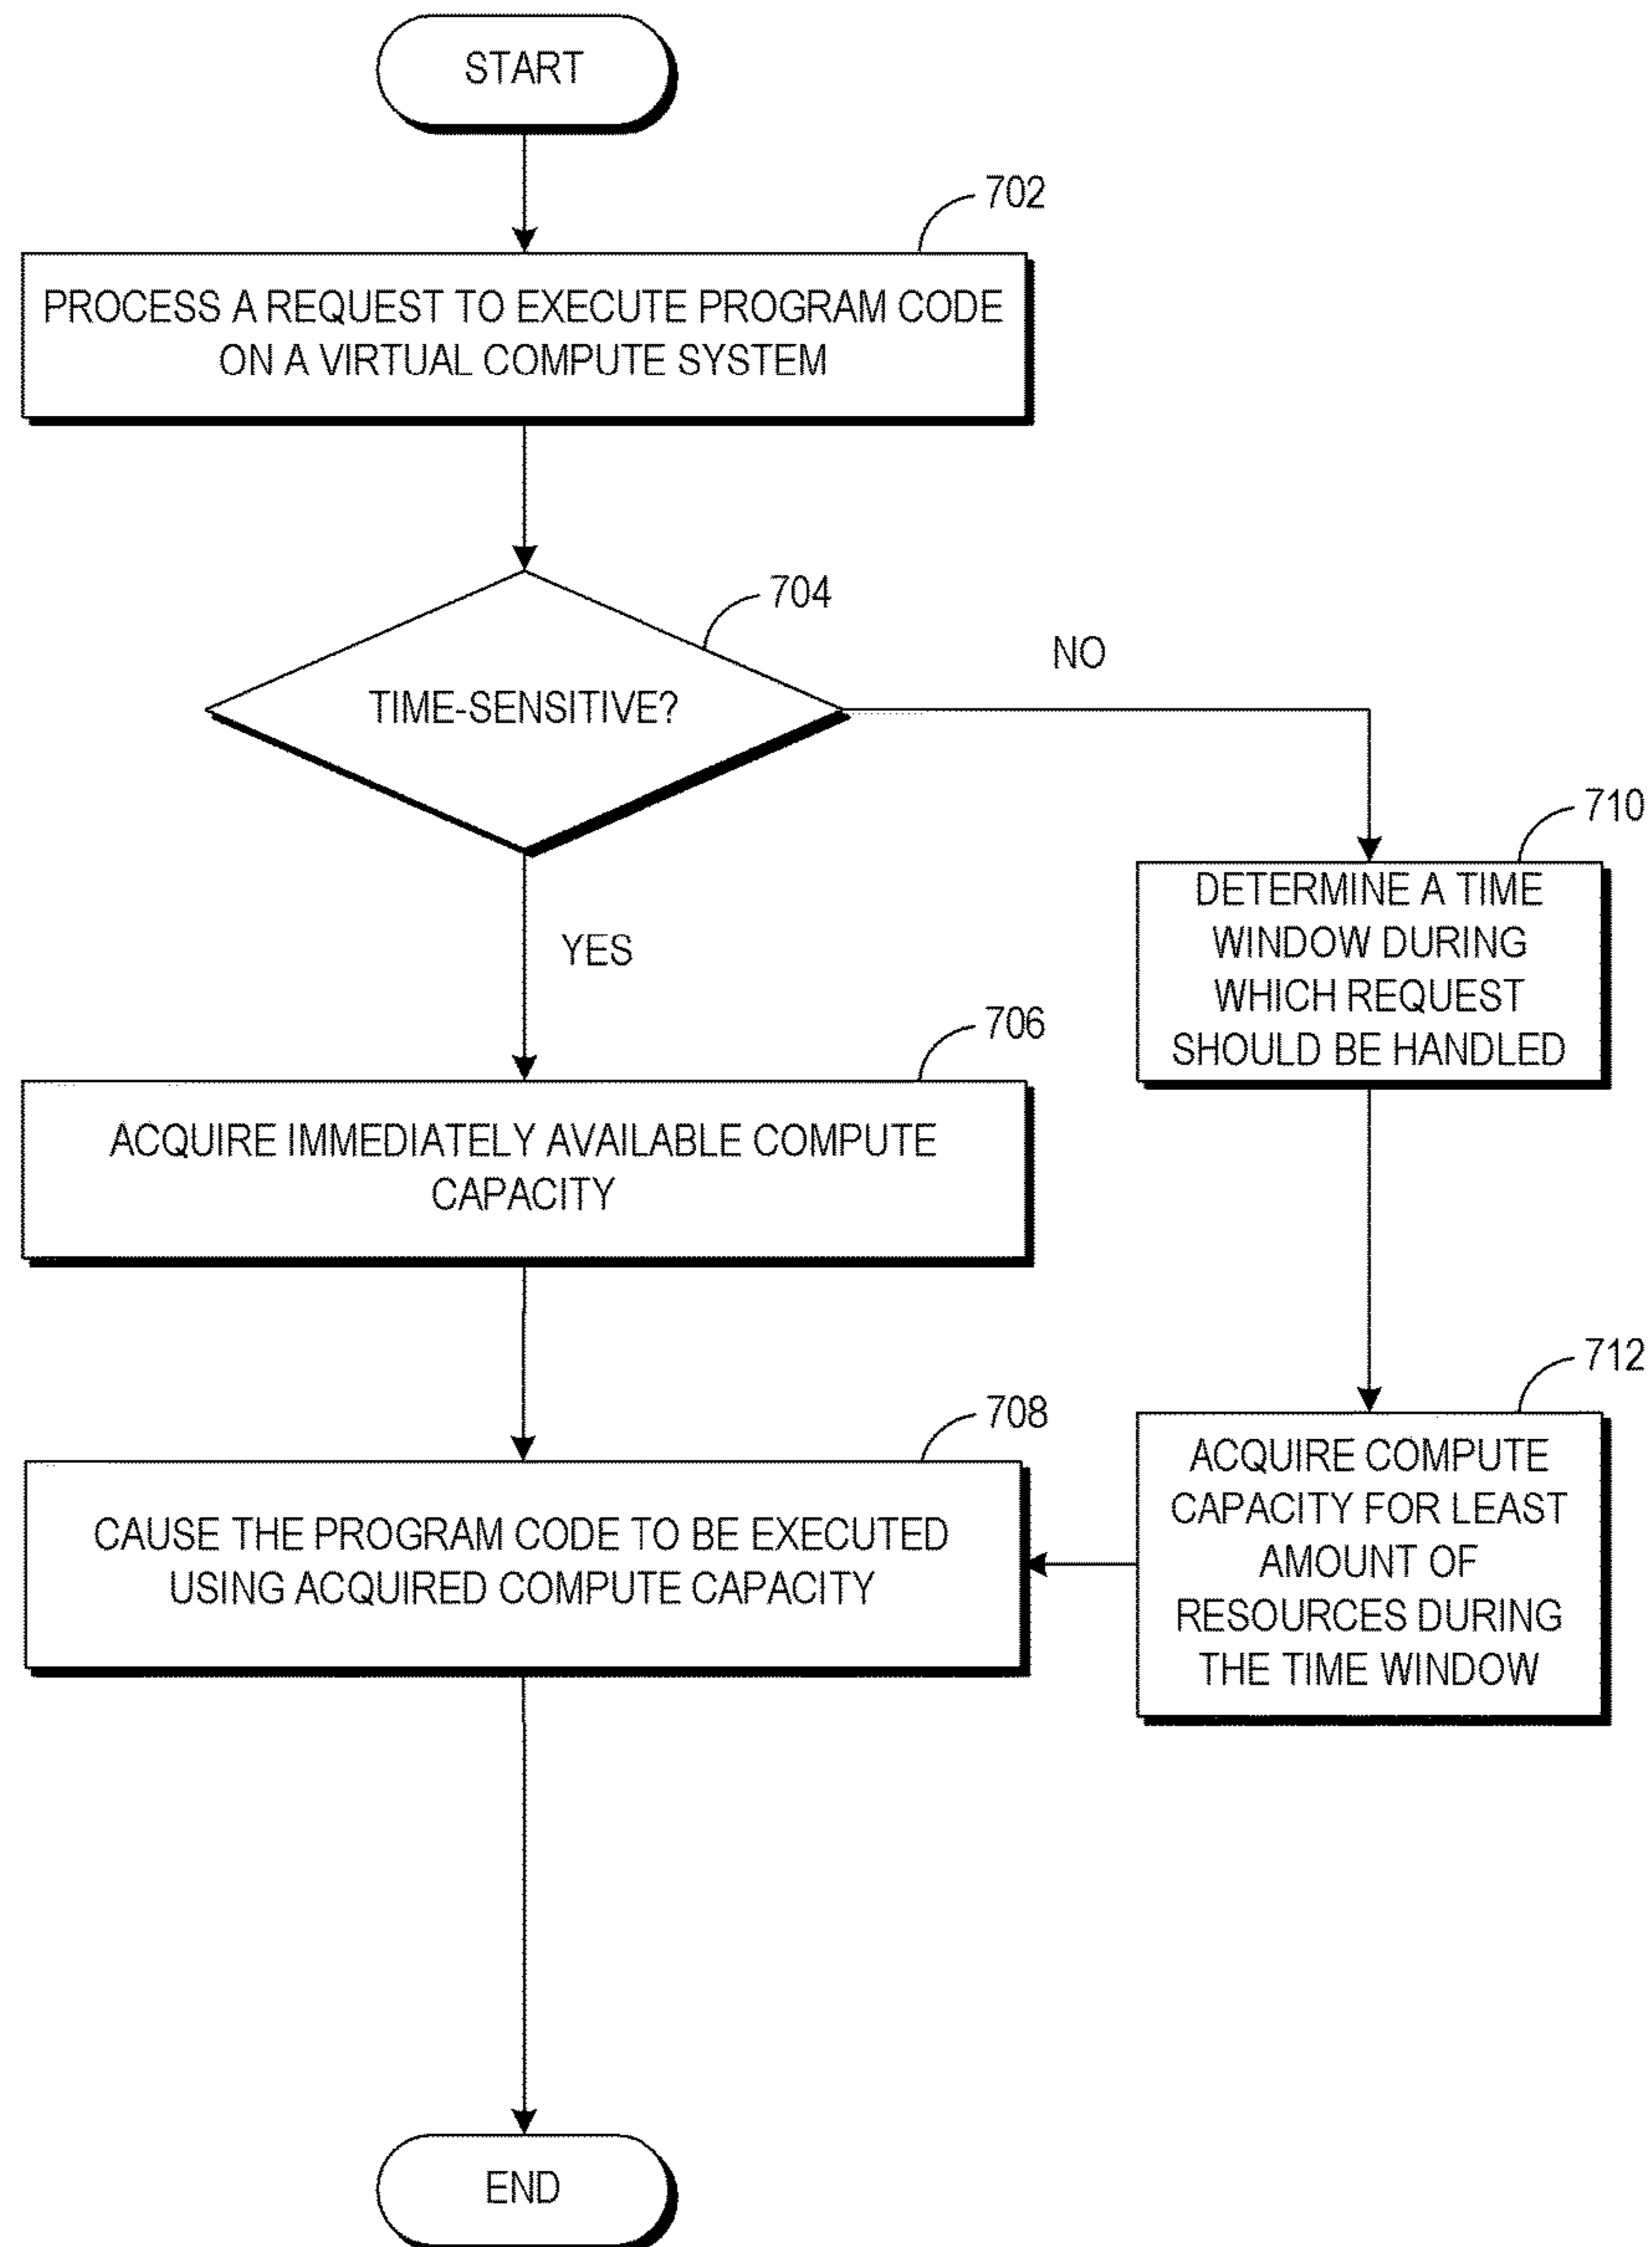 START
702
PROCESS A REQUEST TO EXECUTE PROGRAM CODE
ON A VIRTUAL COMPUTE SYSTEM
704
TIME-SENSITIVE?
NO
YES
706
ACQUIRE IMMEDIATELY AVAILABLE COMPUTE
CAPACITY
708
CAUSE THE PROGRAM CODE TO BE EXECUTED
USING ACQUIRED COMPUTE CAPACITY
710
DETERMINE A TIME
WINDOW DURING
WHICH REQUEST
SHOULD BE HANDLED
712
ACQUIRE COMPUTE
CAPACITY FOR LEAST
AMOUNT OF
RESOURCES DURING
THE TIME WINDOW
END